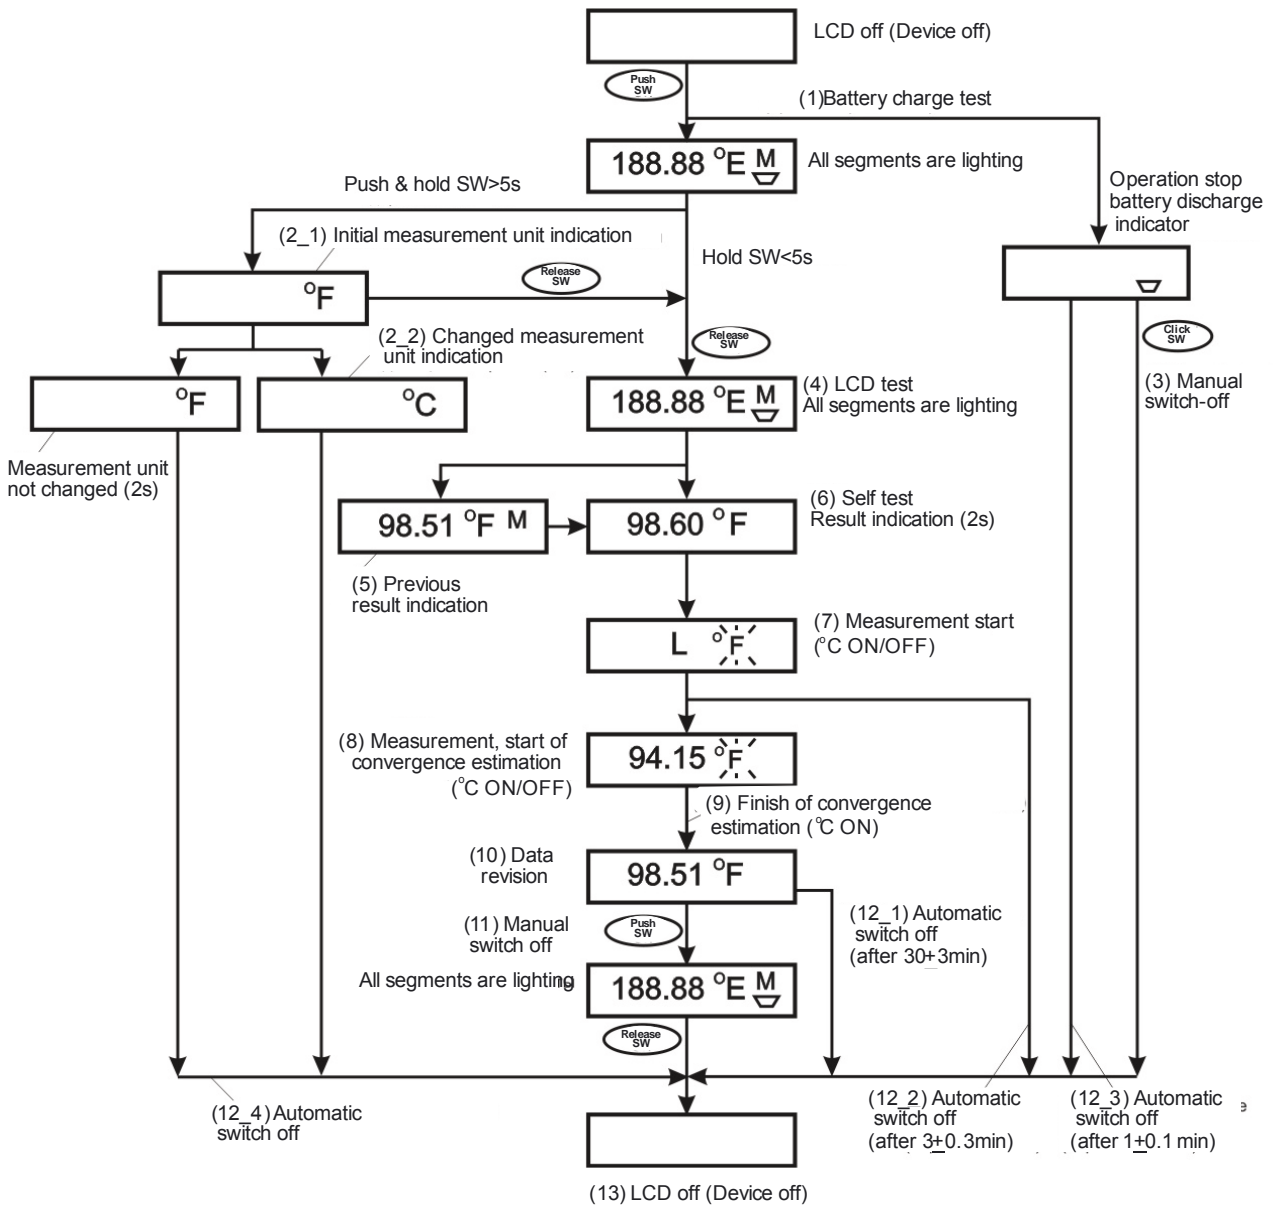 LCD off (Device off)
Push
SW
(1)Battery charge test
188.88 °E M
All segments are lighting
Push & hold SW>5s
Operation stop
battery discharge
indicator
(2_1) Initial measurement unit indication
Hold SW<5s
°F
Release
SW
(2_2) Changed measurement
unit indication
Release
SW
Click
SW
(3) Manual
switch-off
°F
°C
188.88 °E M
(4) LCD test
All segments are lighting
Measurement unit
not changed (2s)
98.51 °F M
98.60 °F
(6) Self test
Result indication (2s)
(5) Previous
result indication
L °F
(7) Measurement start
(°C ON/OFF)
(8) Measurement, start of
convergence estimation
(°C ON/OFF)
94.15 °F
(9) Finish of convergence
estimation (°C ON)
(10) Data
revision
98.51 °F
(11) Manual
switch off
Push
SW
(12_1) Automatic
switch off
(after 30±3min)
All segments are lighting
188.88 °E M
Release
SW
(12_4) Automatic
switch off
(12_2) Automatic
switch off
(after 3±0.3min)
(12_3) Automatic
switch off
(after 1±0.1 min)
(13) LCD off (Device off)